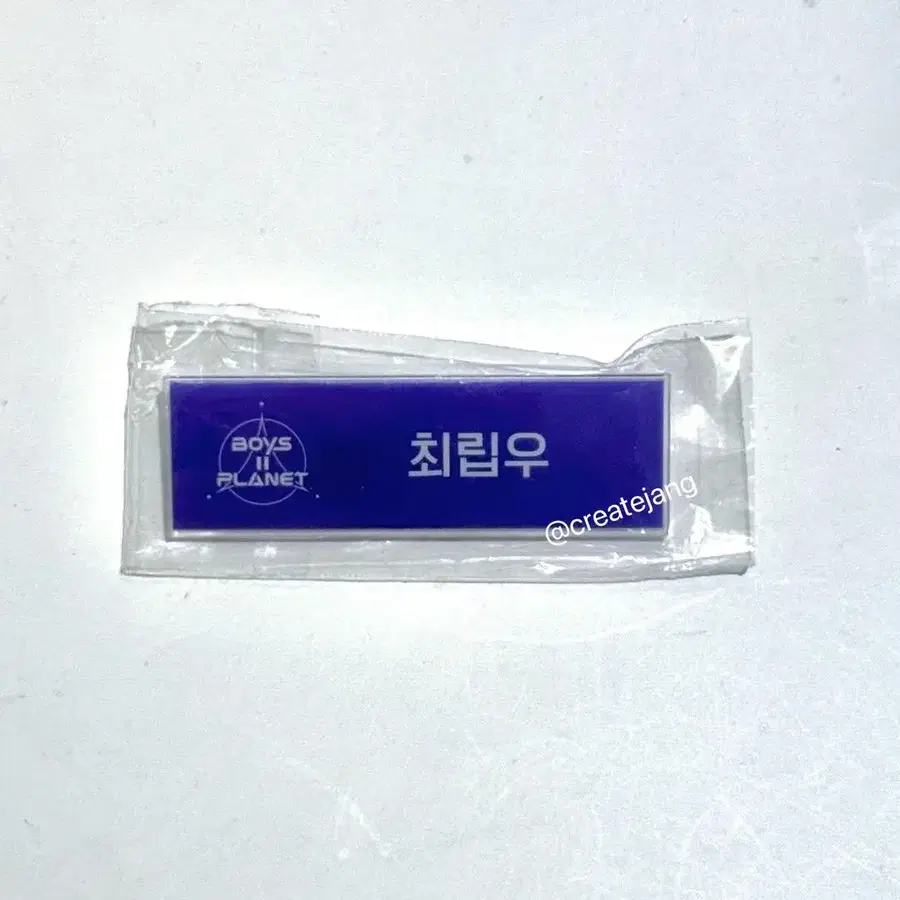 BOYS
II
PLANET
최립우
@createjang